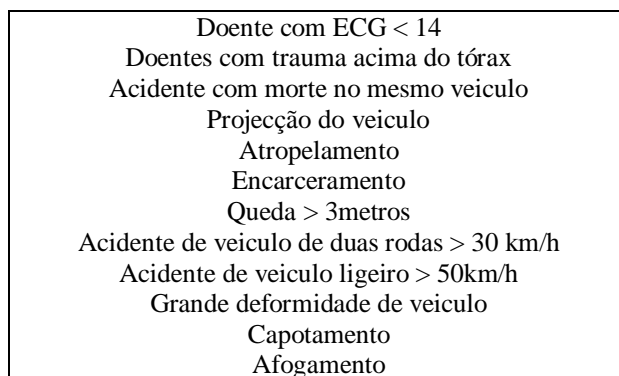 Doente com ECG < 14
Doentes com trauma acima do tórax
Acidente com morte no mesmo veiculo
Projecção do veiculo
Atropelamento
Encarceramento
Queda > 3metros
Acidente de veiculo de duas rodas > 30 km/h
Acidente de veiculo ligeiro > 50km/h
Grande deformidade de veiculo
Capotamento
Afogamento